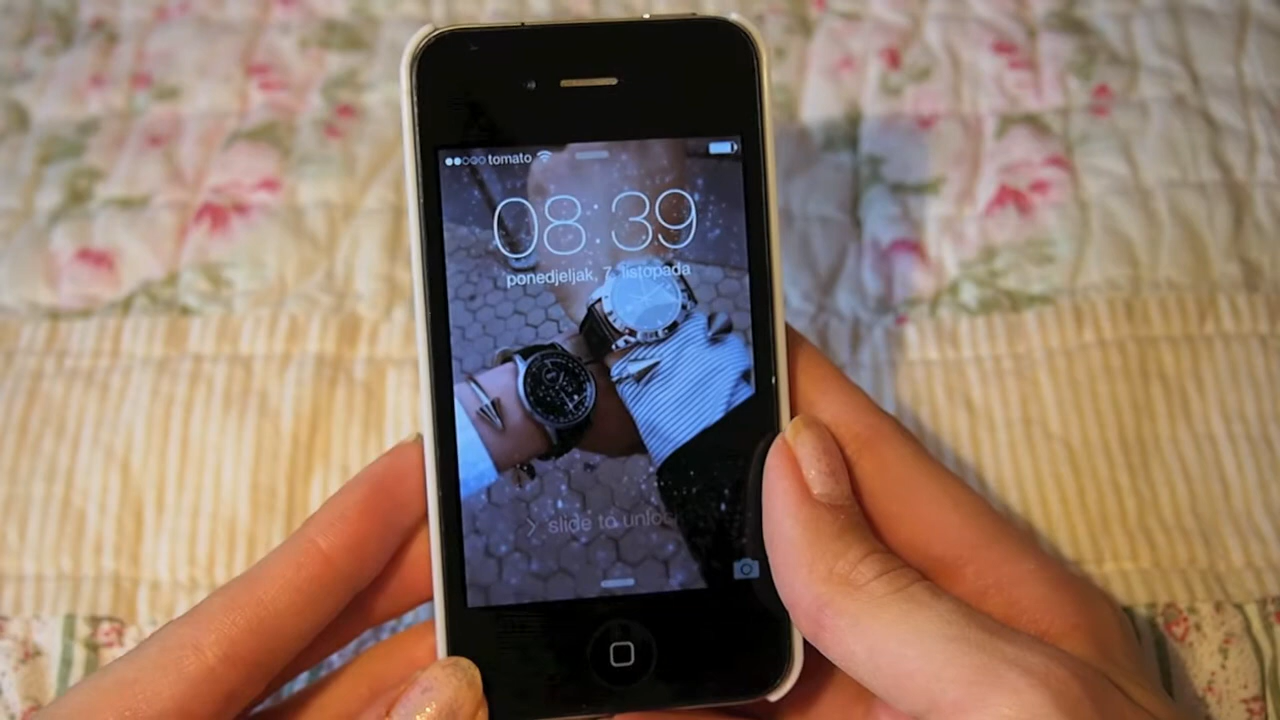 tomato
08:39
ponedjeljak, 7. listopada
> slide to unlock